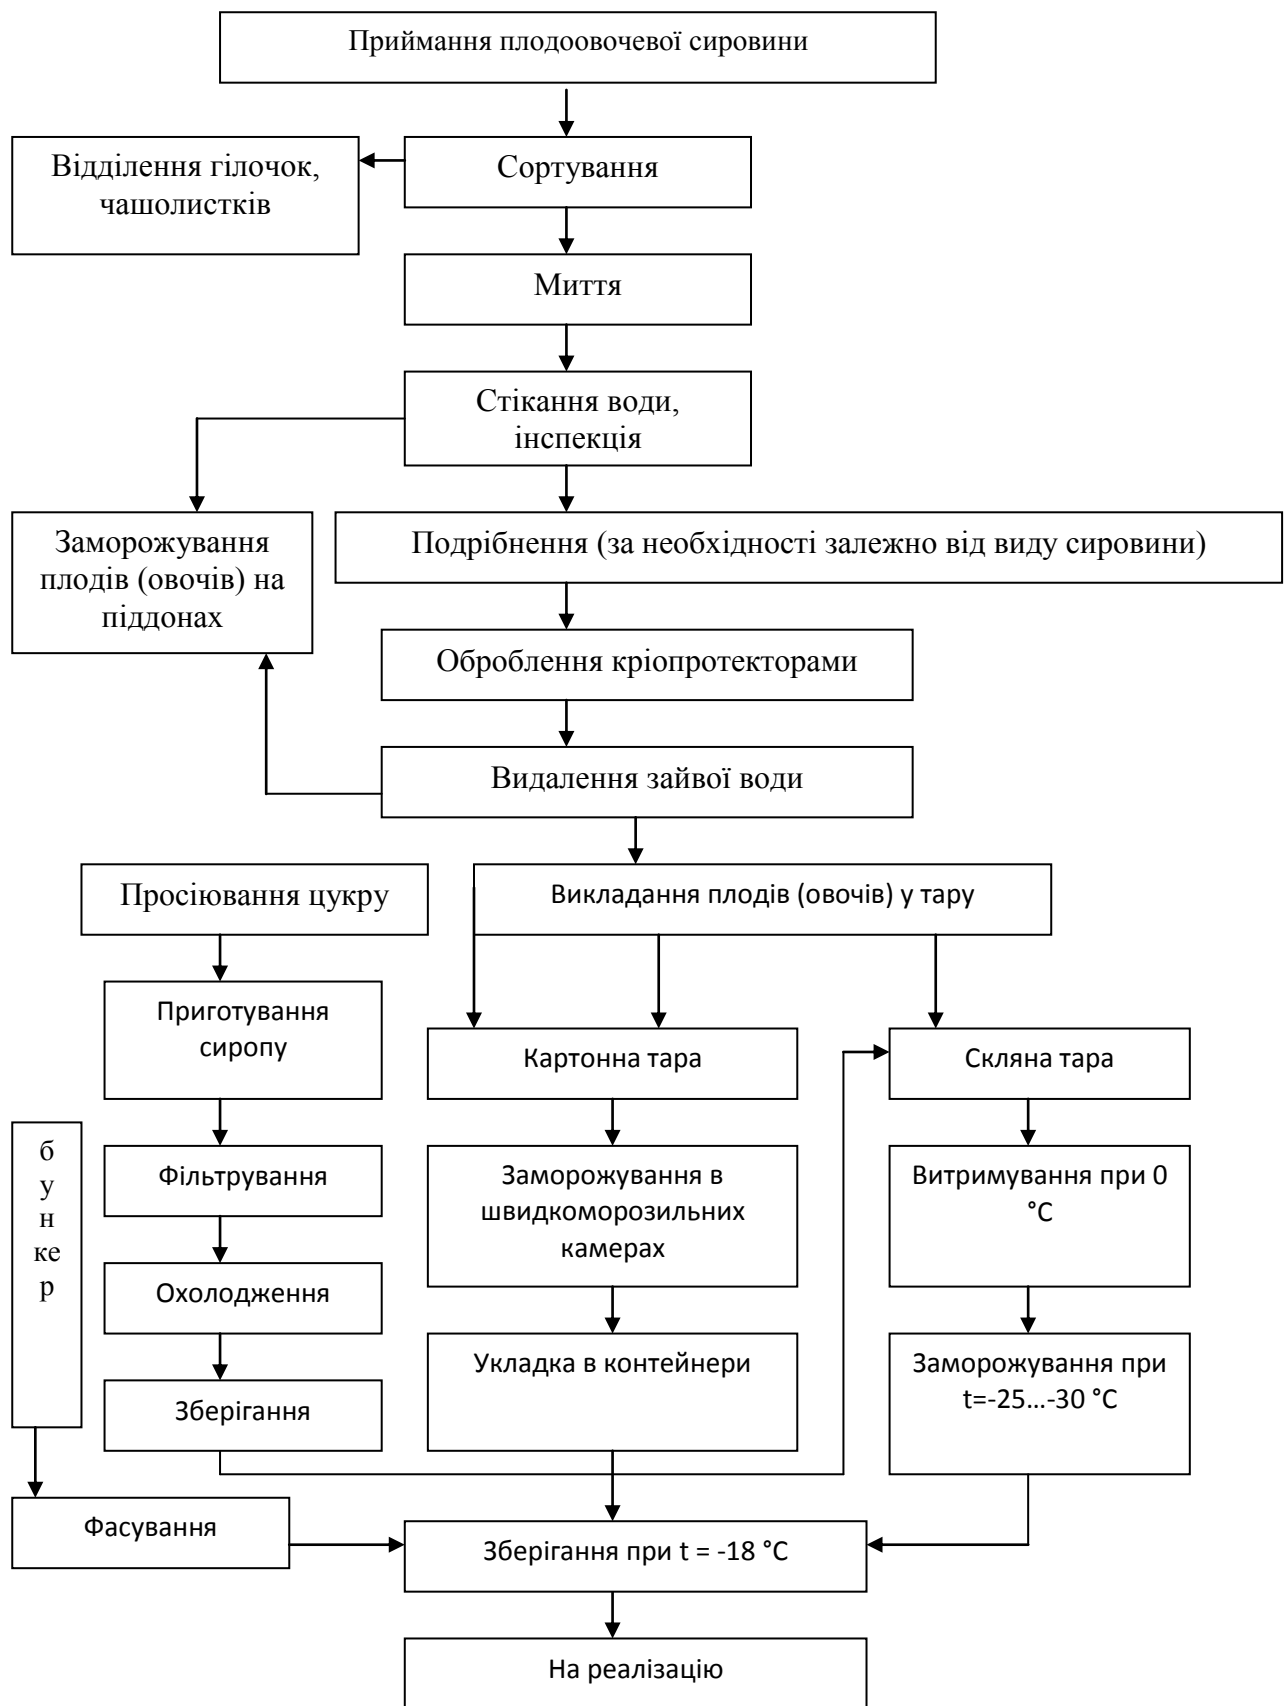 Приймання плодоовочевої сировини
Відділення гілочок,
чашолистків
Сортування
Миття
Стікання води,
інспекція
Заморожування
плодів (овочів) на
піддонах
Подрібнення (за необхідності залежно від виду сировини)
Оброблення кріопротекторами
Видалення зайвої води
Просіювання цукру
Викладання плодів (овочів) у тару
Приготування
сиропу
Картонна тара
Скляна тара
б
у
н
ке
р
Фільтрування
Заморожування в
швидкоморозильних
камерах
Витримування при 0
°С
Охолодження
Укладка в контейнери
Заморожування при
t=-25...-30 °С
Зберігання
Фасування
Зберігання при t = -18 °С
На реалізацію